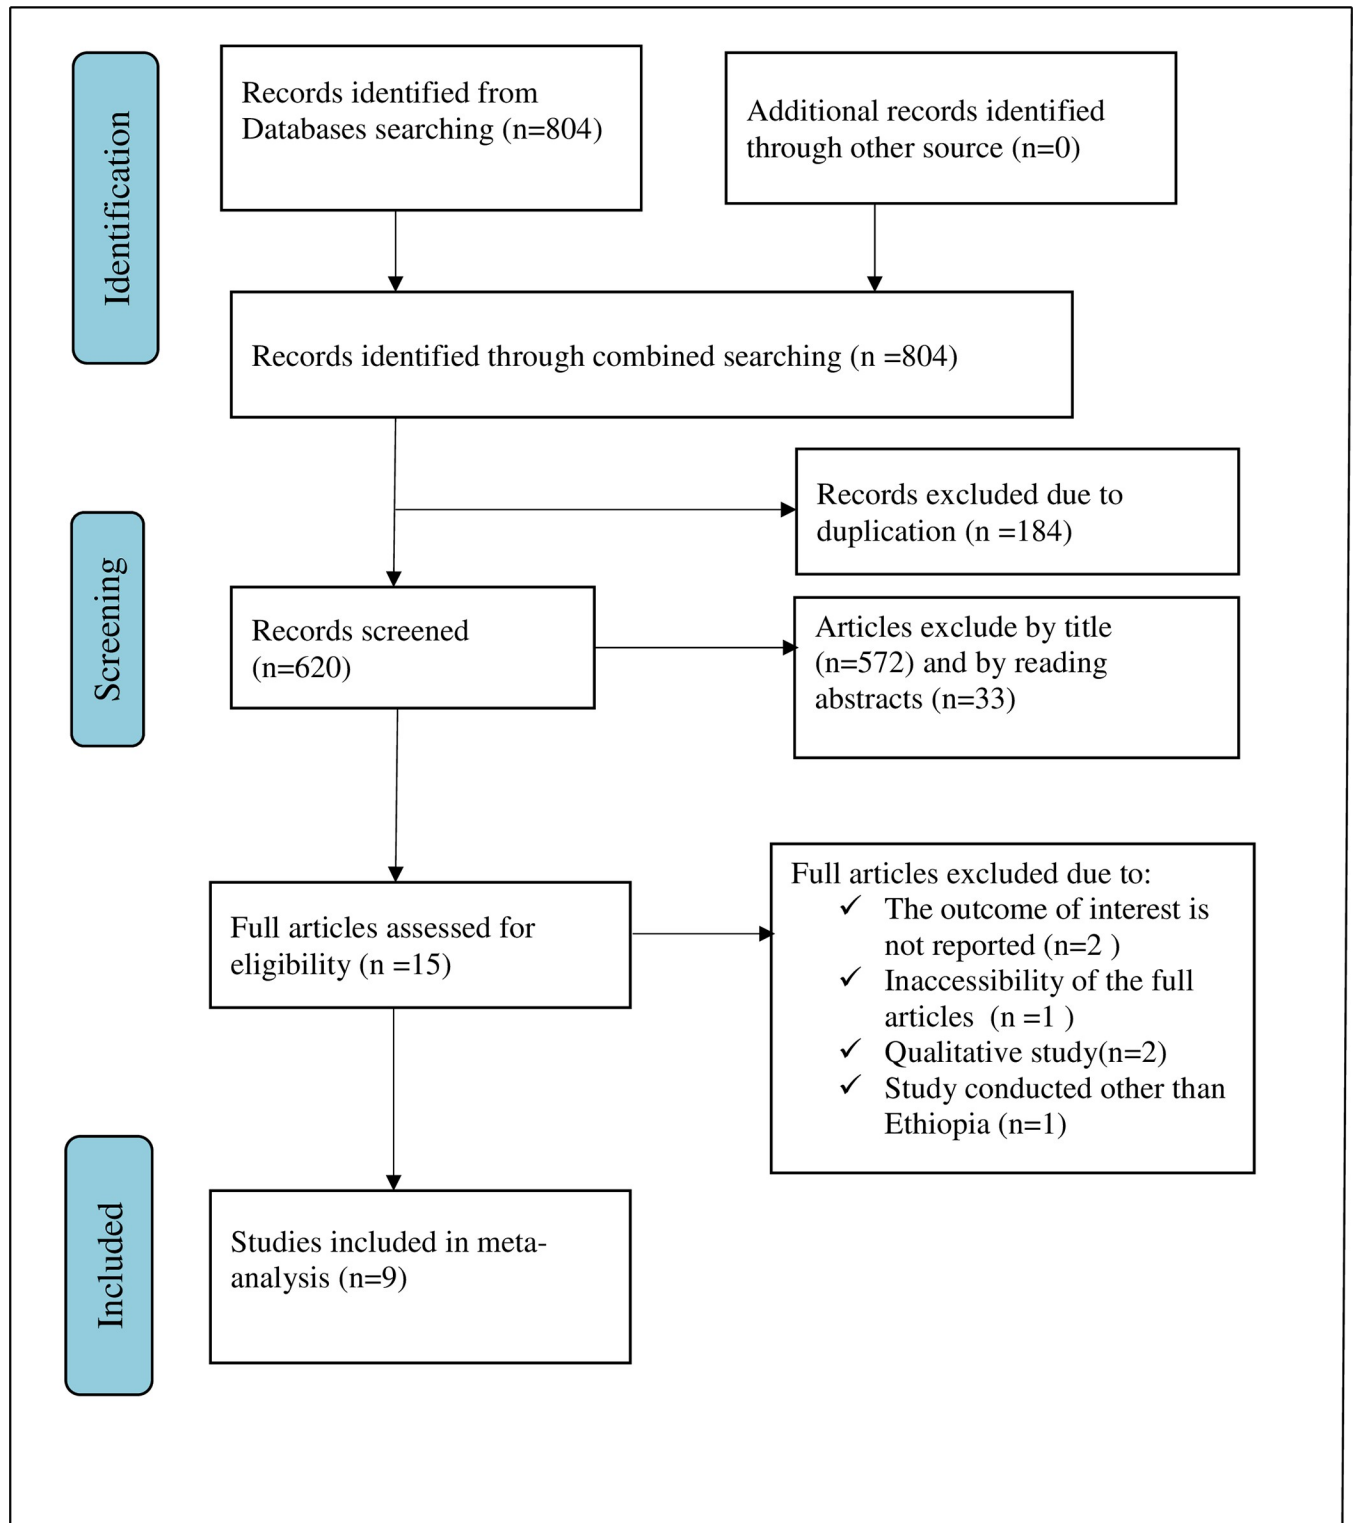 Identification
Records identified from
Databases searching (n=804)
Additional records identified
through other source (n=0)
Records identified through combined searching (n =804)
Records excluded due to
duplication (n =184)
Screening
Records screened
(n=620)
Articles exclude by title
(n=572) and by reading
abstracts (n=33)
Full articles assessed for
eligibility (n =15)
Full articles excluded due to:
✓ The outcome of interest is
not reported (n=2 )
✓ Inaccessibility of the full
articles  (n =1 )
✓ Qualitative study(n=2)
✓ Study conducted other than
Ethiopia (n=1)
Included
Studies included in meta-
analysis (n=9)